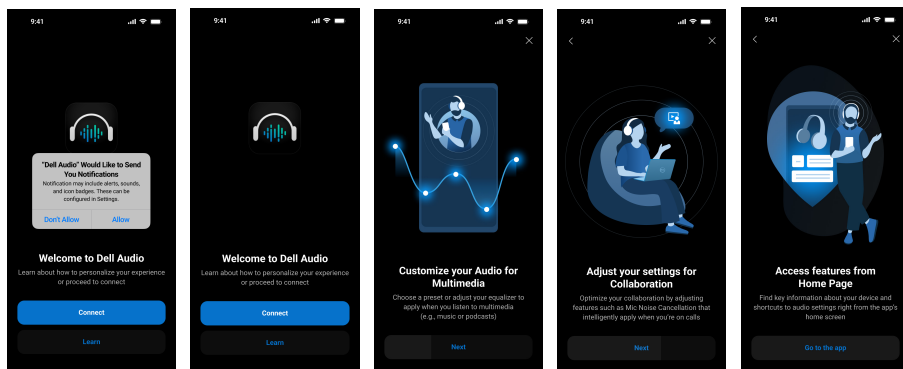 9:41
"Dell Audio" Would Like to Send
You Notifications
Notification may include alerts, sounds,
and icon badges. These can be
configured in Settings.
Don't Allow
Allow
Welcome to Dell Audio
Learn about how to personalize your experience
or proceed to connect
Connect
Learn
9:41
Welcome to Dell Audio
Learn about how to personalize your experience
or proceed to connect
Connect
Learn
9:41
Customize your Audio for
Multimedia
Choose a preset or adjust your equalizer to
apply when you listen to multimedia
(e.g., music or podcasts)
Next
9:41
Adjust your settings for
Collaboration
Optimize your collaboration by adjusting
features such as Mic Noise Cancellation that
intelligently apply when you're on calls
Next
9:41
Access features from
Home Page
Find key information about your device and
shortcuts to audio settings right from the app's
home screen
Go to the app